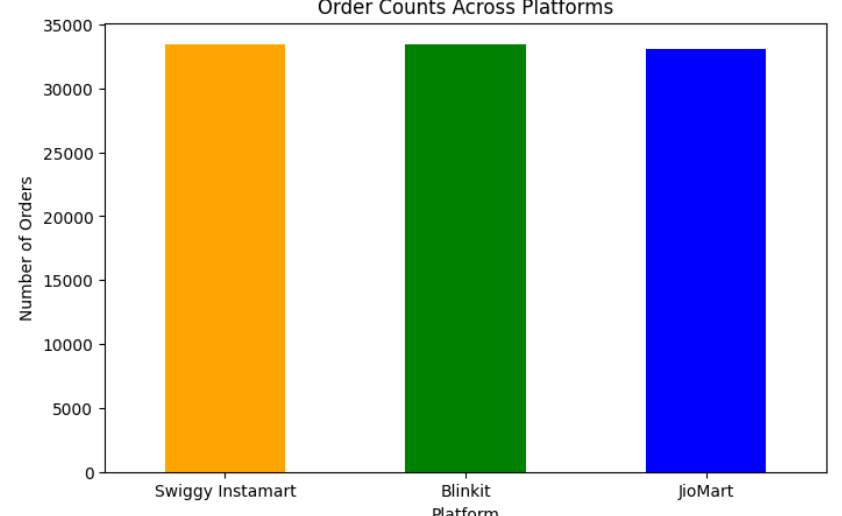 Order Counts Across Platforms
35000
30000
25000
20000
15000
10000
5000
0
Number of Orders
Swiggy Instamart Blinkit JioMart
Platform